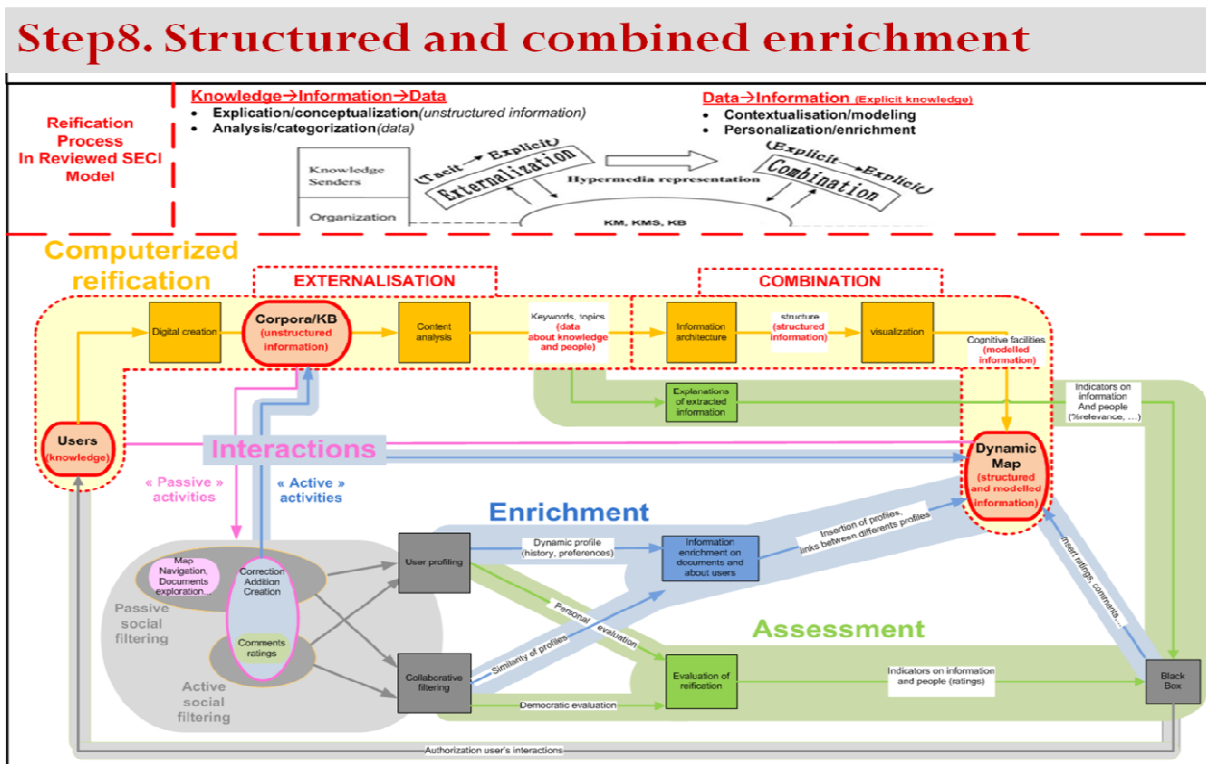 Step8. Structured and combined enrichment
Reification
Process
In Reviewed SECI
Model
Knowledge→Information→Data
• Explication/conceptualization(unstructured information)
• Analysis/categorization(data)
Data→Information (Explicit knowledge)
• Contextualisation/modeling
• Personalization/enrichment
Knowledge
Senders
Organization
(Tacit → Explicit)
Externalization
Hypermedia representation
(Explicit→Explicit)
Combination
KM, KMS, KB
Computerized
reification
EXTERNALISATION
COMBINATION
Digital creation
Corpora/KB
(unstructured
information)
Content
analysis
Keywords, topics
(data
about knowledge
and people)
Information
architecture
structure
(structured
information)
visualization
Cognitive facilities
(modelled
information)
Explanations
of extracted
information
Indicators on
information
And people
(%relevance, ...)
Users
(knowledge)
Interactions
Dynamic
Map
(structured
and modelled
information)
« Passive »
activities
« Active »
activities
Enrichment
Insertion of profiles,
links between differents profiles
Map
Navigation,
Documents
exploration...
Correction
Addition
Creation
User profiling
Dynamic profile
(history, preferences)
Information
enrichment on
documents and
about users
Insert ratings, comments,...
Passive
social
filtering
Comments
ratings
Personal evaluation
Similarity of profiles
Assessment
Active
social
filtering
Collaborative
filtering
Democratic evaluation
Evaluation of
reification
Indicators on information
and people (ratings)
Black
Box
Authorization user's interactions